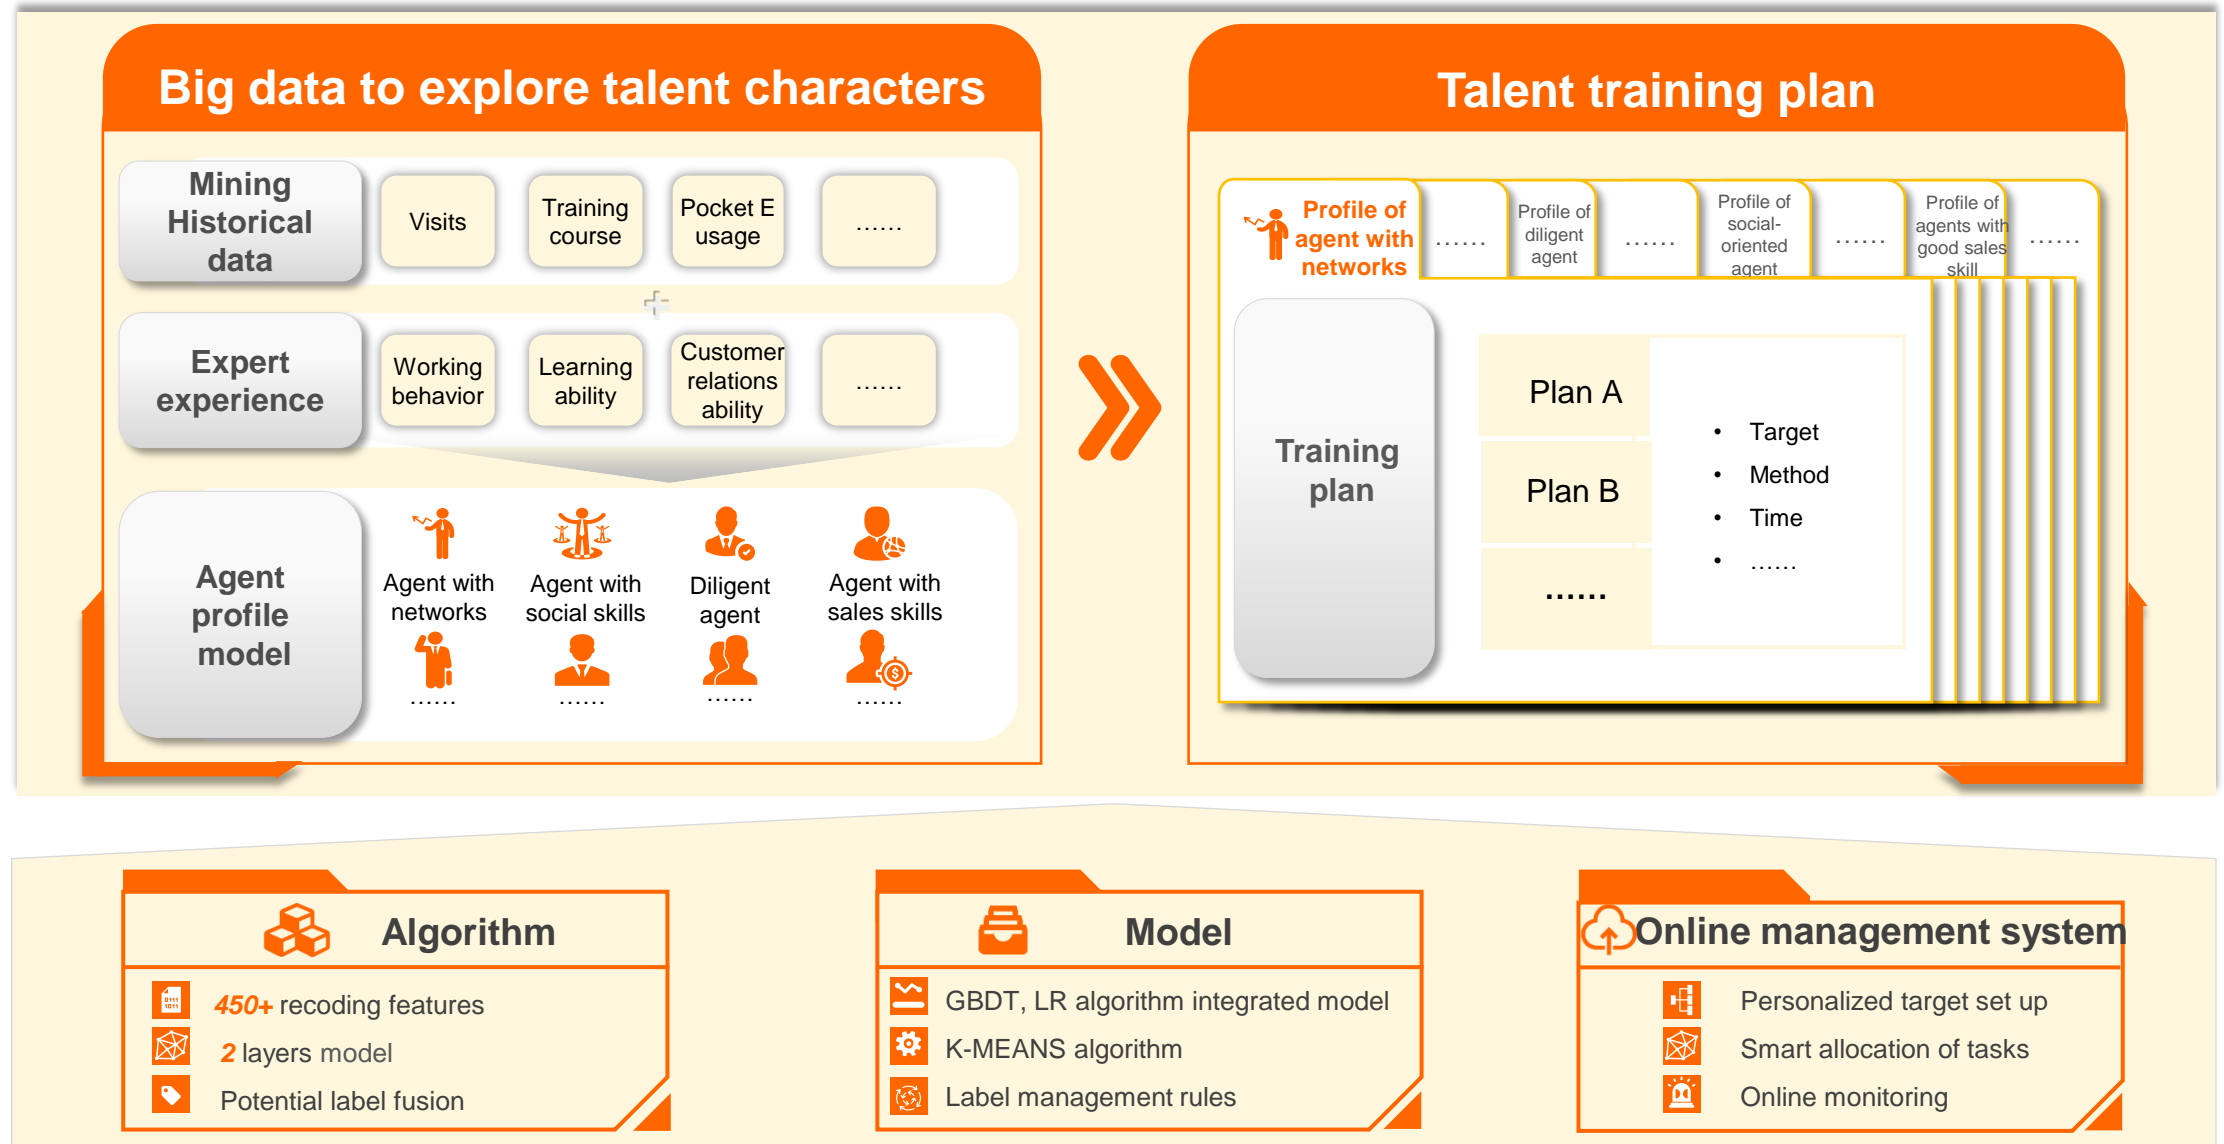 Big data to explore talent characters
Mining
Historical
data
Visits
Training
course
Pocket E
usage
……
Expert
experience
Working
behavior
Learning
ability
Customer
relations
ability
……
Agent
profile
model
Agent with
networks
Agent with
social skills
Diligent
agent
Agent with
sales skills
……
……
……
……
Talent training plan
Profile of
agent with
networks
……
Profile of
diligent
agent
……
Profile of
social-
oriented
agent
……
Profile of
agents with
good sales
skill
……
Training
plan
Plan A
Plan B
……
• Target
• Method
• Time
• ……
Algorithm
450+ recoding features
2 layers model
Potential label fusion
Model
GBDT, LR algorithm integrated model
K-MEANS algorithm
Label management rules
Online management system
Personalized target set up
Smart allocation of tasks
Online monitoring